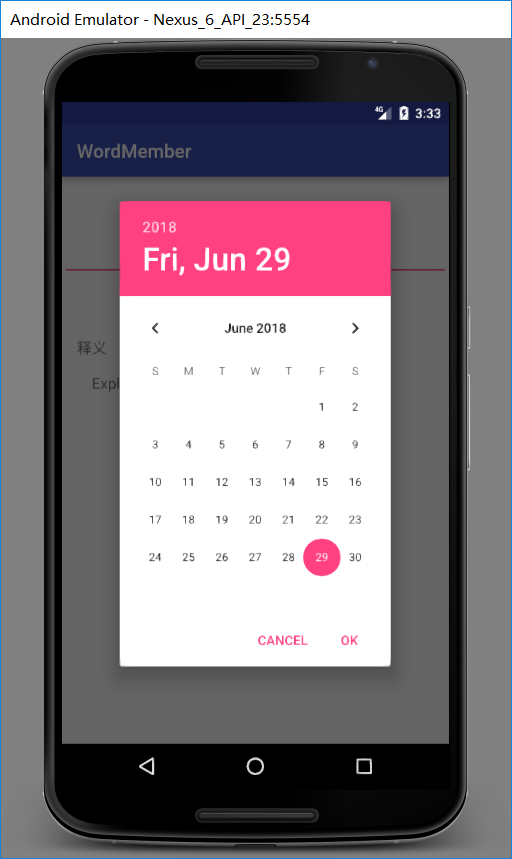 Android Emulator - Nexus_6_API_23:5554
4G 3:33
WordMember
2018
Fri, Jun 29
June 2018
S M T W T F S
1 2
3 4 5 6 7 8 9
10 11 12 13 14 15 16
17 18 19 20 21 22 23
24 25 26 27 28 29 30
释义
Expl
CANCEL OK